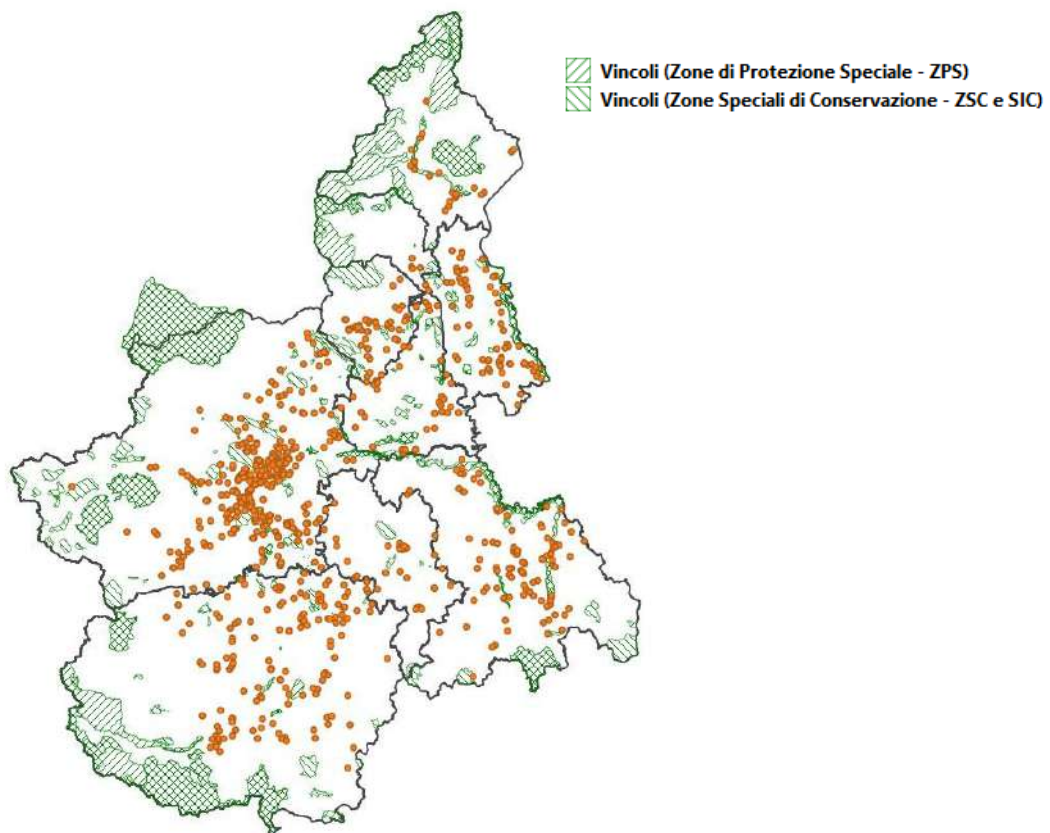 Vincoli (Zone di Protezione Speciale - ZPS)
Vincoli (Zone Speciali di Conservazione - ZSC e SIC)